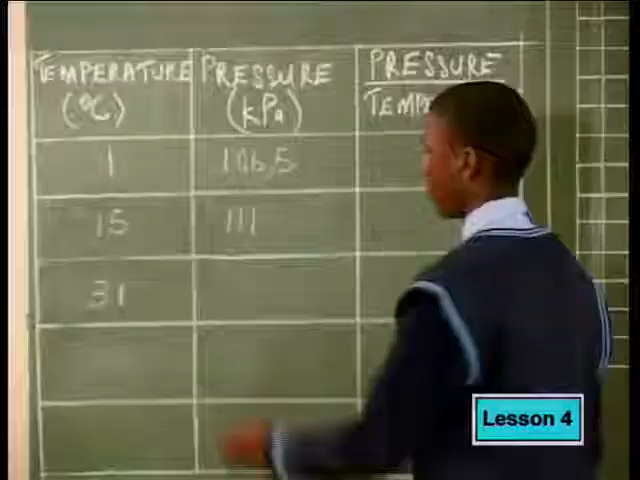 TEMPERATURE PRESSURE PRESSURE
(°C) (kPa)
1 106,5
15 111
31
Lesson 4